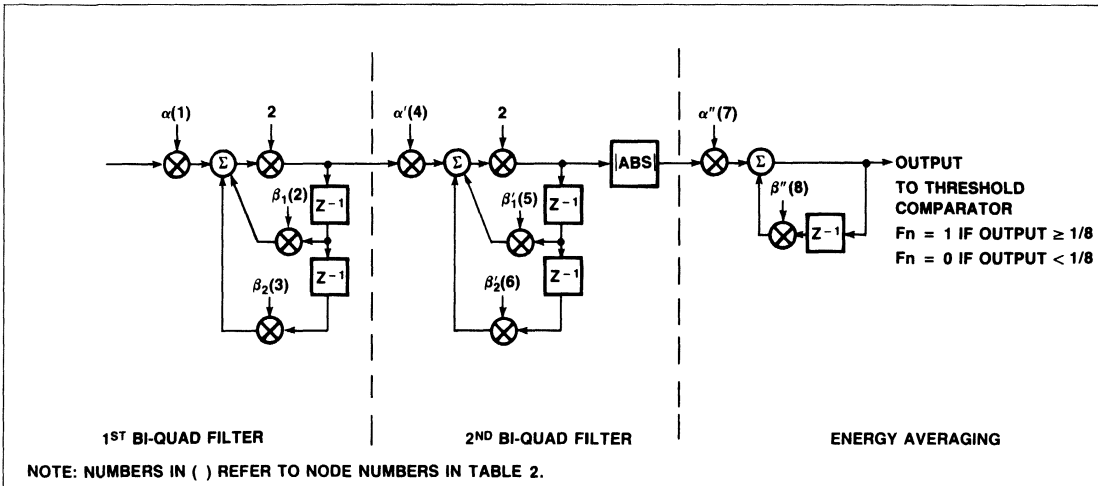 α(1)
2
α′(4)
2
α″(7)
Σ
Σ
|ABS|
Σ
OUTPUT
TO THRESHOLD
COMPARATOR
Fn = 1 IF OUTPUT ≥ 1/8
Fn = 0 IF OUTPUT < 1/8
β₁(2)
Z⁻¹
β′₁(5)
Z⁻¹
β″(8)
Z⁻¹
β₂(3)
Z⁻¹
β′₂(6)
Z⁻¹
1ST BI-QUAD FILTER
2ND BI-QUAD FILTER
ENERGY AVERAGING
NOTE: NUMBERS IN ( ) REFER TO NODE NUMBERS IN TABLE 2.